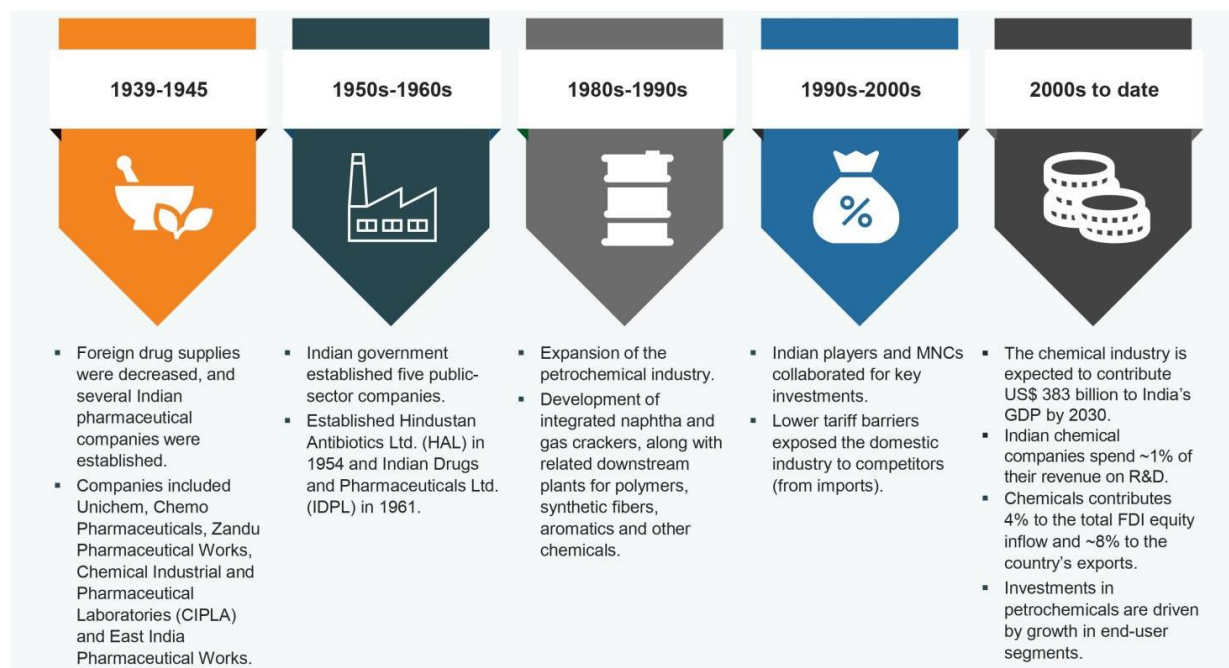 1939-1945
1950s-1960s
1980s-1990s
1990s-2000s
2000s to date
%
▪ Foreign drug supplies
were decreased, and
several Indian
pharmaceutical
companies were
established.
▪ Companies included
Unichem, Chemo
Pharmaceuticals, Zandu
Pharmaceutical Works,
Chemical Industrial and
Pharmaceutical
Laboratories (CIPLA)
and East India
Pharmaceutical Works.
▪ Indian government
established five public-
sector companies.
▪ Established Hindustan
Antibiotics Ltd. (HAL) in
1954 and Indian Drugs
and Pharmaceuticals Ltd.
(IDPL) in 1961.
▪ Expansion of the
petrochemical industry.
▪ Development of
integrated naphtha and
gas crackers, along with
related downstream
plants for polymers,
synthetic fibers,
aromatics and other
chemicals.
▪ Indian players and MNCs
collaborated for key
investments.
▪ Lower tariff barriers
exposed the domestic
industry to competitors
(from imports).
▪ The chemical industry is
expected to contribute
US$ 383 billion to India’s
GDP by 2030.
▪ Indian chemical
companies spend ~1% of
their revenue on R&D.
▪ Chemicals contributes
4% to the total FDI equity
inflow and ~8% to the
country’s exports.
▪ Investments in
petrochemicals are driven
by growth in end-user
segments.